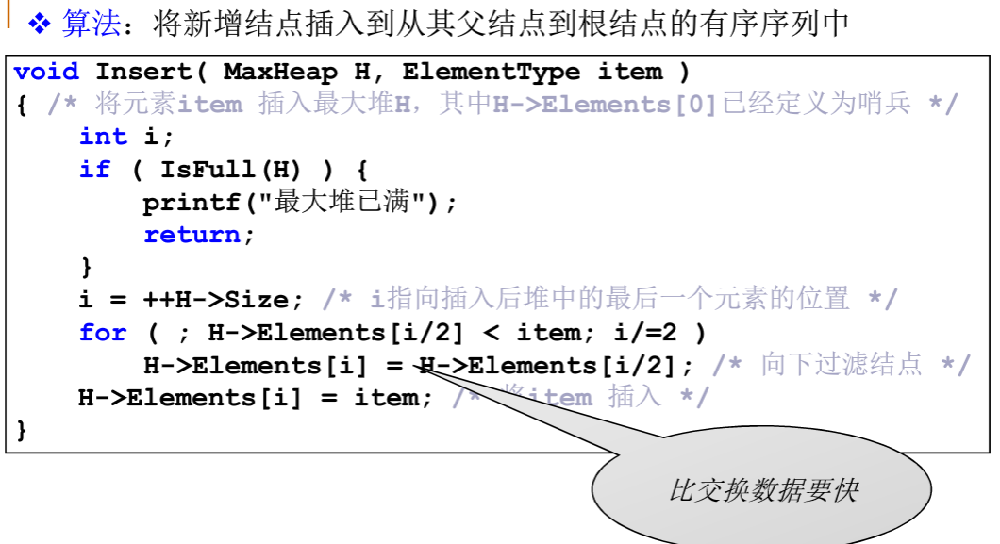 ❖ 算法：将新增结点插入到从其父结点到根结点的有序序列中
void Insert( MaxHeap H, ElementType item )
{ /* 将元素item 插入最大堆H，其中H->Elements[0]已经定义为哨兵 */
    int i;
    if ( IsFull(H) ) {
        printf("最大堆已满");
        return;
    }
    i = ++H->Size; /* i指向插入后堆中的最后一个元素的位置 */
    for ( ; H->Elements[i/2] < item; i/=2 )
        H->Elements[i] = H->Elements[i/2]; /* 向下过滤结点 */
    H->Elements[i] = item; /* 将item 插入 */
}
比交换数据要快